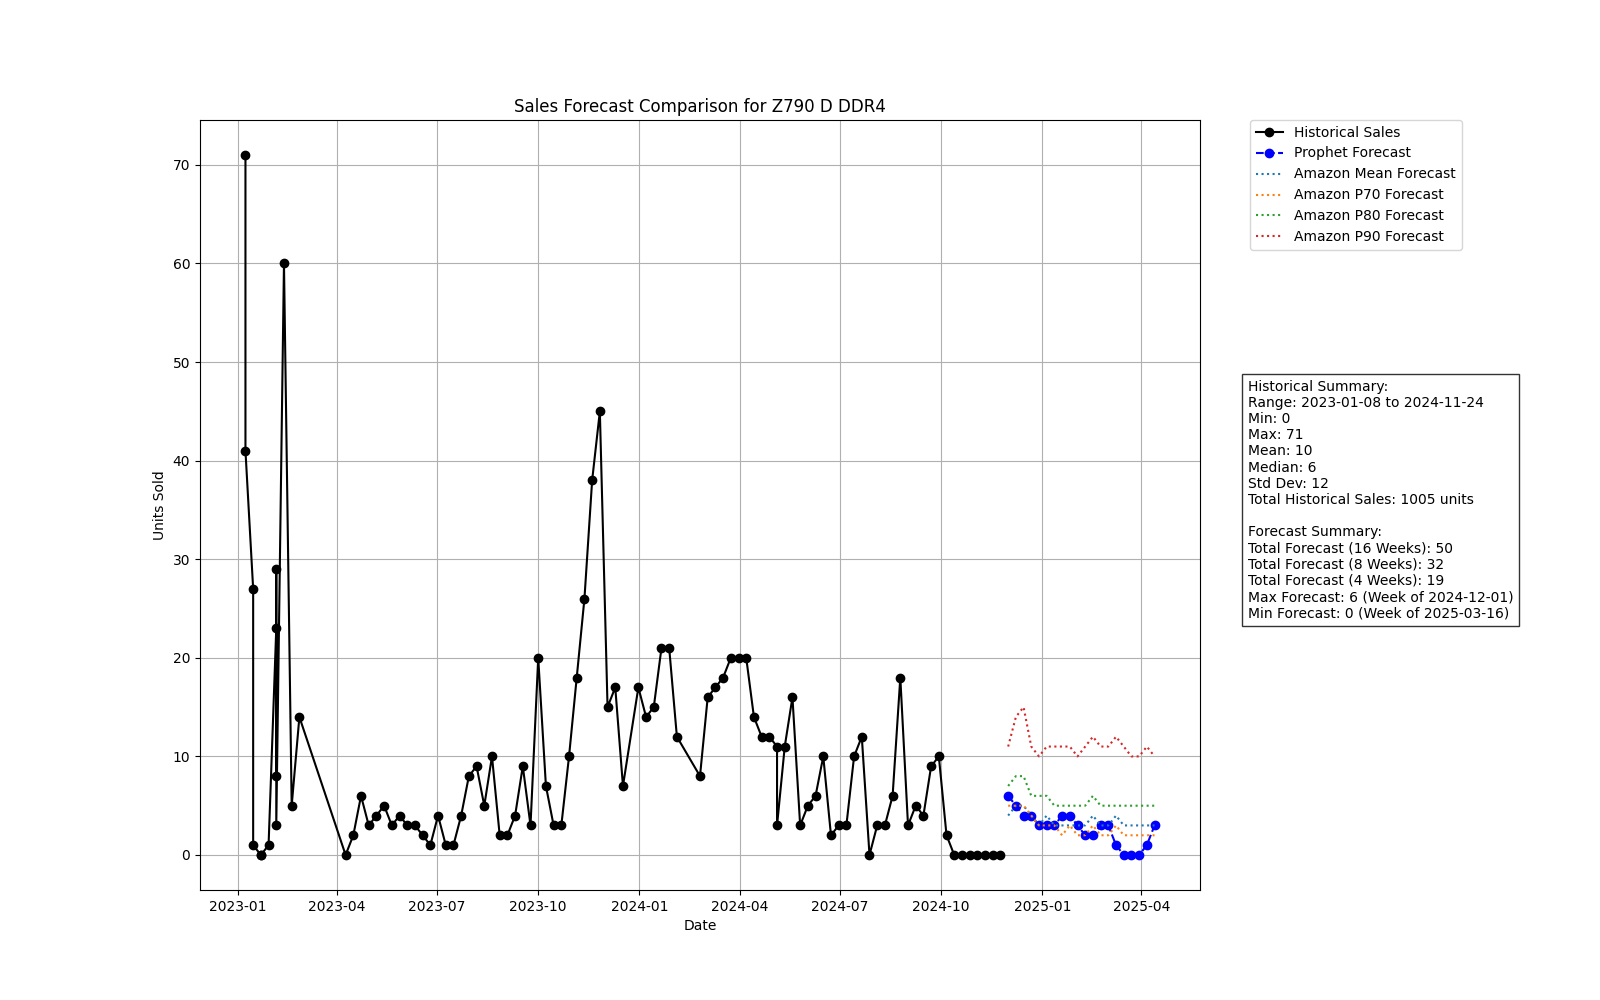 Sales Forecast Comparison for Z790 D DDR4
Historical Sales
Prophet Forecast
Amazon Mean Forecast
Amazon P70 Forecast
Amazon P80 Forecast
Amazon P90 Forecast
70
60
50
40
30
20
10
0
Units Sold
2023-01
2023-04
2023-07
2023-10
2024-01
2024-04
2024-07
2024-10
2025-01
2025-04
Date
Historical Summary:
Range: 2023-01-08 to 2024-11-24
Min: 0
Max: 71
Mean: 10
Median: 6
Std Dev: 12
Total Historical Sales: 1005 units
Forecast Summary:
Total Forecast (16 Weeks): 50
Total Forecast (8 Weeks): 32
Total Forecast (4 Weeks): 19
Max Forecast: 6 (Week of 2024-12-01)
Min Forecast: 0 (Week of 2025-03-16)